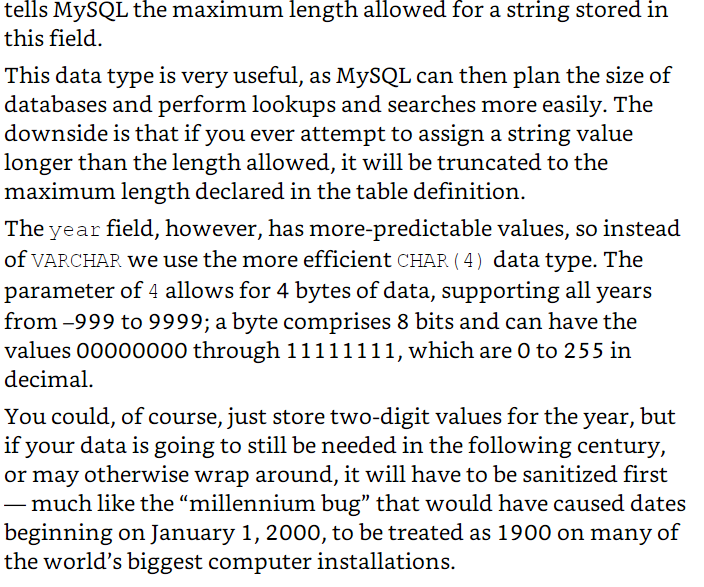 tells MySQL the maximum length allowed for a string stored in
this field.
This data type is very useful, as MySQL can then plan the size of
databases and perform lookups and searches more easily. The
downside is that if you ever attempt to assign a string value
longer than the length allowed, it will be truncated to the
maximum length declared in the table definition.
The year field, however, has more-predictable values, so instead
of VARCHAR we use the more efficient CHAR(4) data type. The
parameter of 4 allows for 4 bytes of data, supporting all years
from –999 to 9999; a byte comprises 8 bits and can have the
values 00000000 through 11111111, which are 0 to 255 in
decimal.
You could, of course, just store two-digit values for the year, but
if your data is going to still be needed in the following century,
or may otherwise wrap around, it will have to be sanitized first
— much like the “millennium bug” that would have caused dates
beginning on January 1, 2000, to be treated as 1900 on many of
the world’s biggest computer installations.